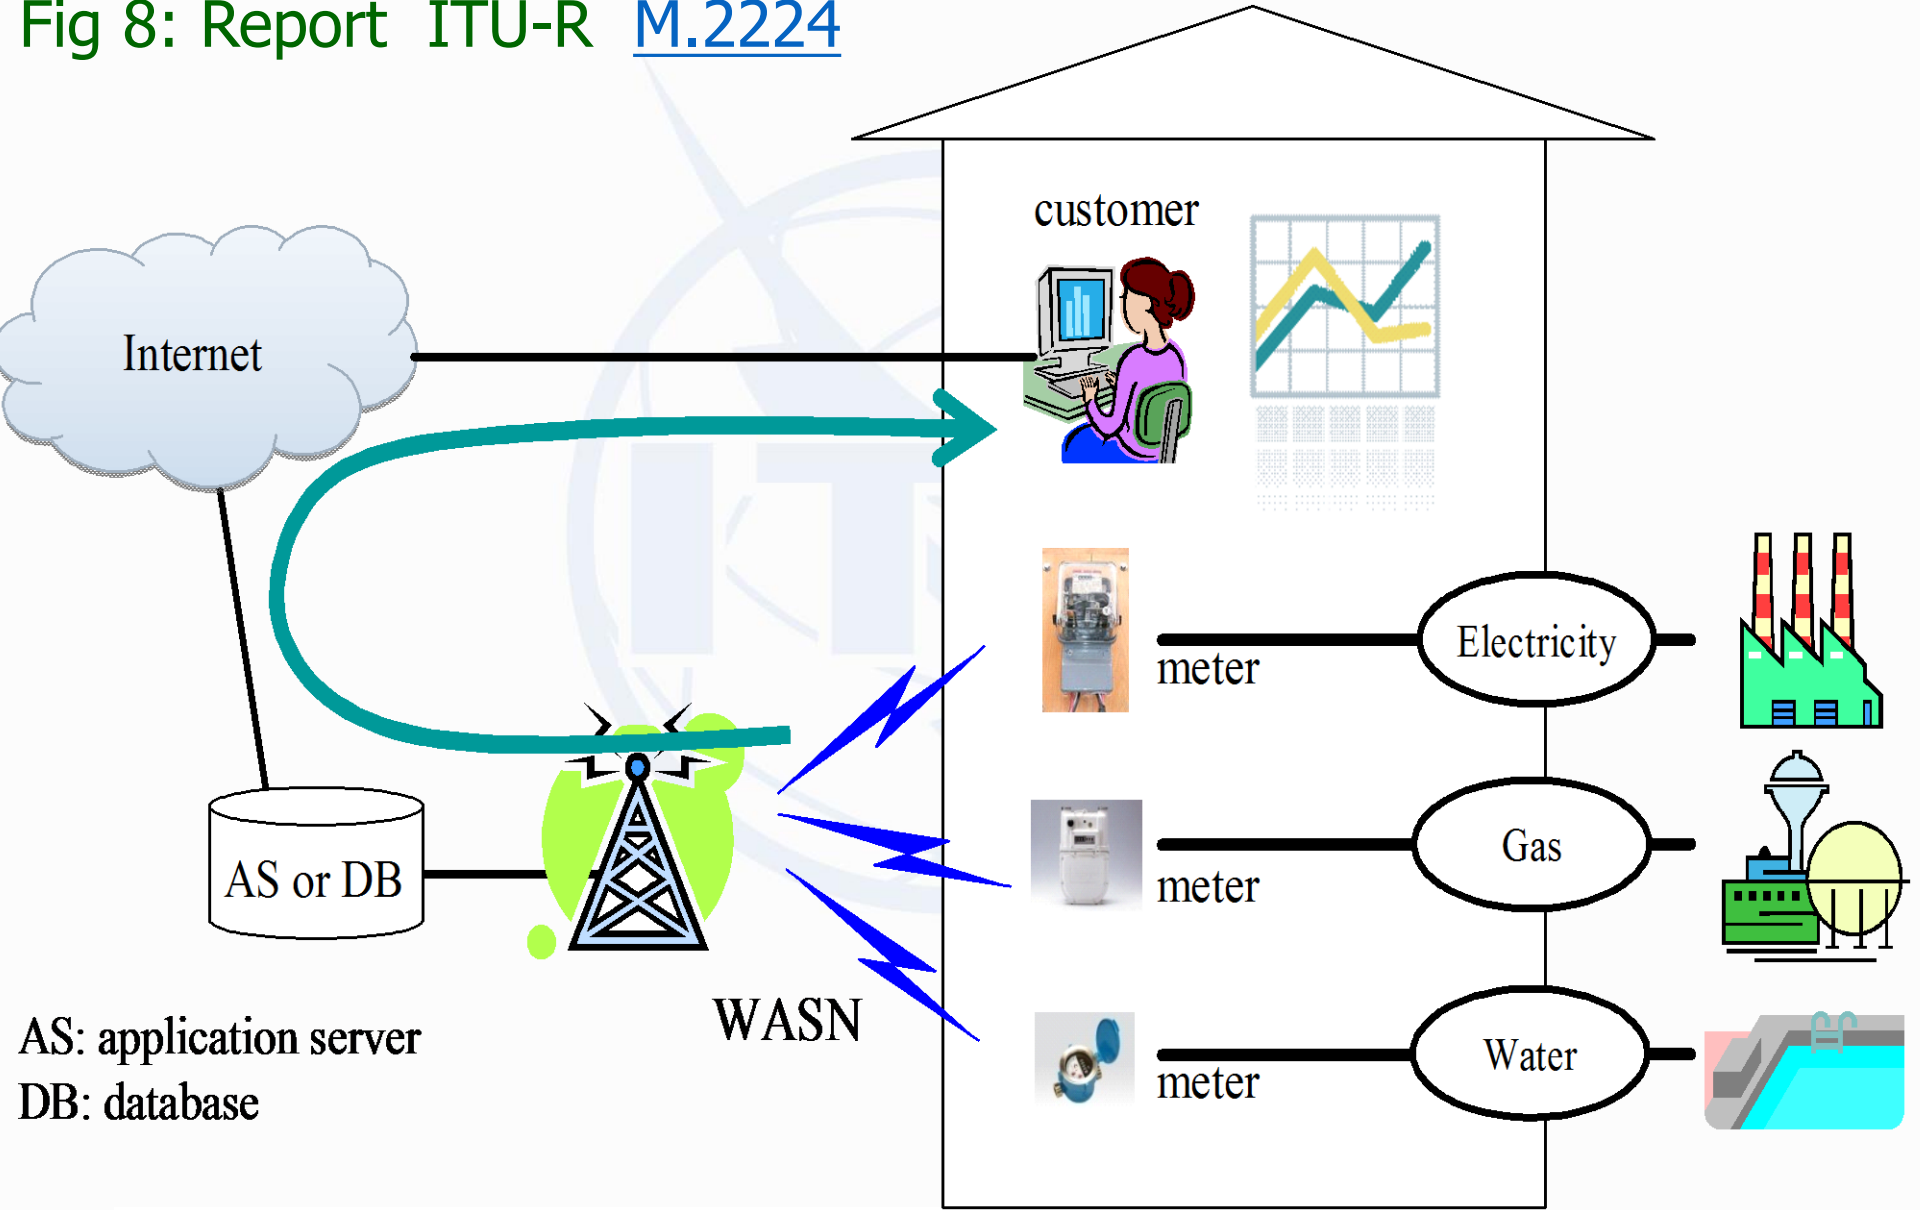 Fig 8: Report ITU-R M.2224
customer
Internet
Electricity
meter
Gas
AS or DB
meter
WASN
AS: application server
Water
meter
DB: database
ITU